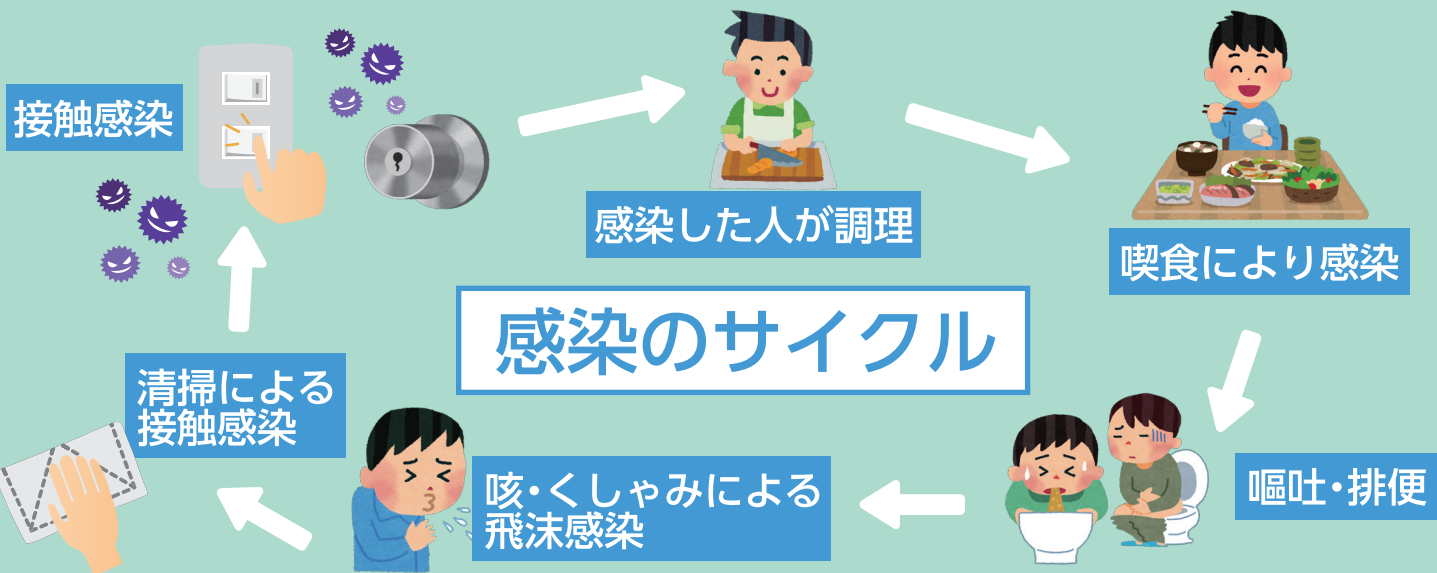 接触感染
感染した人が調理
喫食により感染
感染のサイクル
清掃による
接触感染
咳・くしゃみによる
飛沫感染
嘔吐・排便